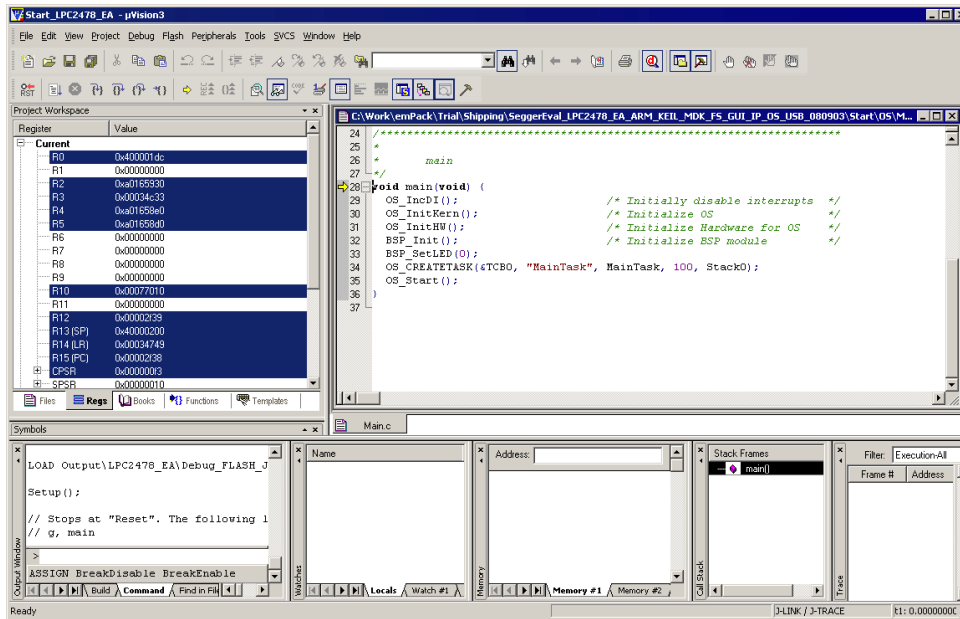 Start_LPC2478_EA - µVision3
File Edit View Project Debug Flash Peripherals Tools SVCS Window Help
RST
CODE
Project Workspace
Register Value
Current
R0 0x400001dc
R1 0x00000000
R2 0xa0165930
R3 0x00034c33
R4 0xa01658e0
R5 0xa01658d0
R6 0x00000000
R7 0x00000000
R8 0x00000000
R9 0x00000000
R10 0x00077010
R11 0x00000000
R12 0x00002f39
R13 (SP) 0x40000200
R14 (LR) 0x00034749
R15 (PC) 0x00002f38
CPSR 0x000000f3
SPSR 0x00000010
Files Regs Books Functions Templates
C:\Work\emPack\Trial\Shipping\SeggerEval_LPC2478_EA_ARM_KEIL_MDK_FS_GUI_IP_OS_USB_080903\Start\OS\M...
24 /*********************************************************************
25 *
26 * main
27 */
28 void main(void) {
29 OS_IncDI(); /* Initially disable interrupts */
30 OS_InitKern(); /* Initialize OS */
31 OS_InitHW(); /* Initialize Hardware for OS */
32 BSP_Init(); /* Initialize BSP module */
33 BSP_SetLED(0);
34 OS_CREATETASK(&TCB0, "MainTask", MainTask, 100, Stack0);
35 OS_Start();
36 }
37
Main.c
Symbols
LOAD Output\LPC2478_EA\Debug_FLASH_J
Setup();
// Stops at "Reset". The following l
// g, main
>
ASSIGN BreakDisable BreakEnable
Build Command Find in File
Output Window
Name
Locals Watch #1
Watches
Address:
Memory #1 Memory #2
Memory
Stack Frames
main()
Call Stack
Filter: Execution-All
Frame # Address
Trace
Ready J-LINK / J-TRACE t1: 0.00000000